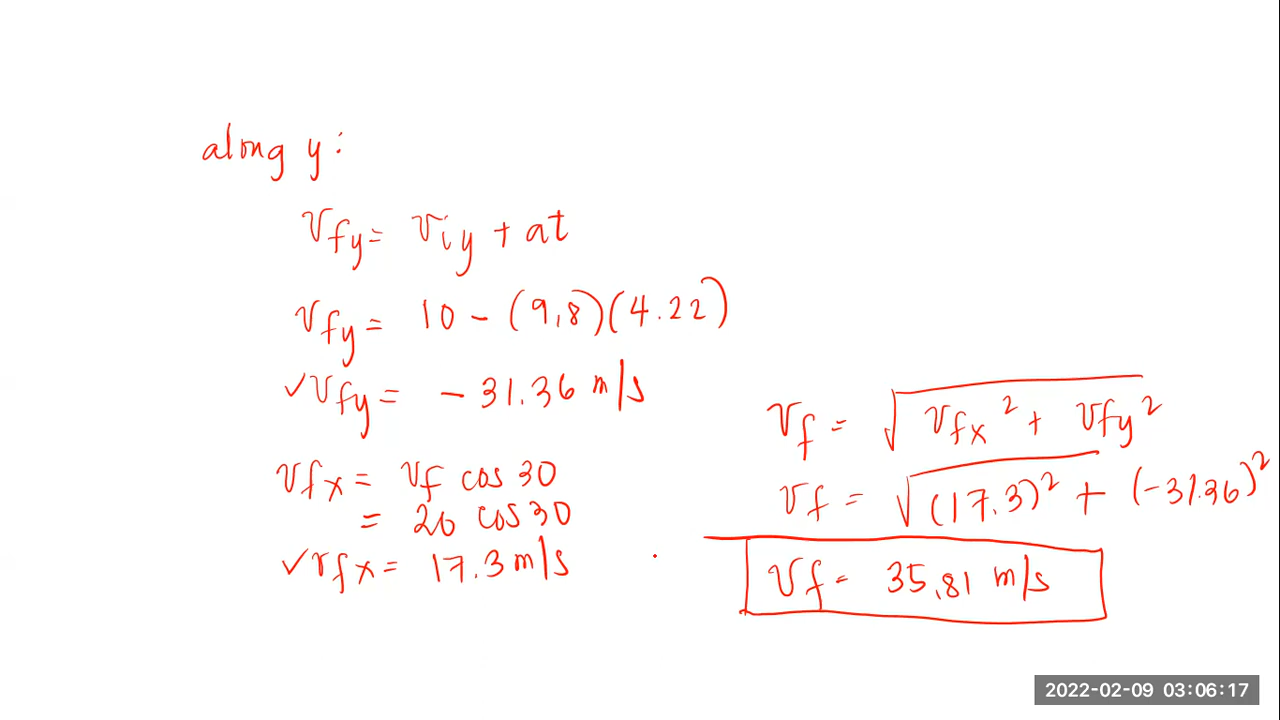 along y:
Vfy = Viy + at
Vfy = 10 - (9,8)(4.22)
✓Vfy = - 31.36 m/s
Vfx = Vf cos 30
= 20 cos 30
✓Vfx = 17.3 m/s
Vf = √Vfx² + Vfy²
Vf = √(17.3)² + (-31.36)²
Vf = 35,81 m/s
2022-02-09 03:06:17